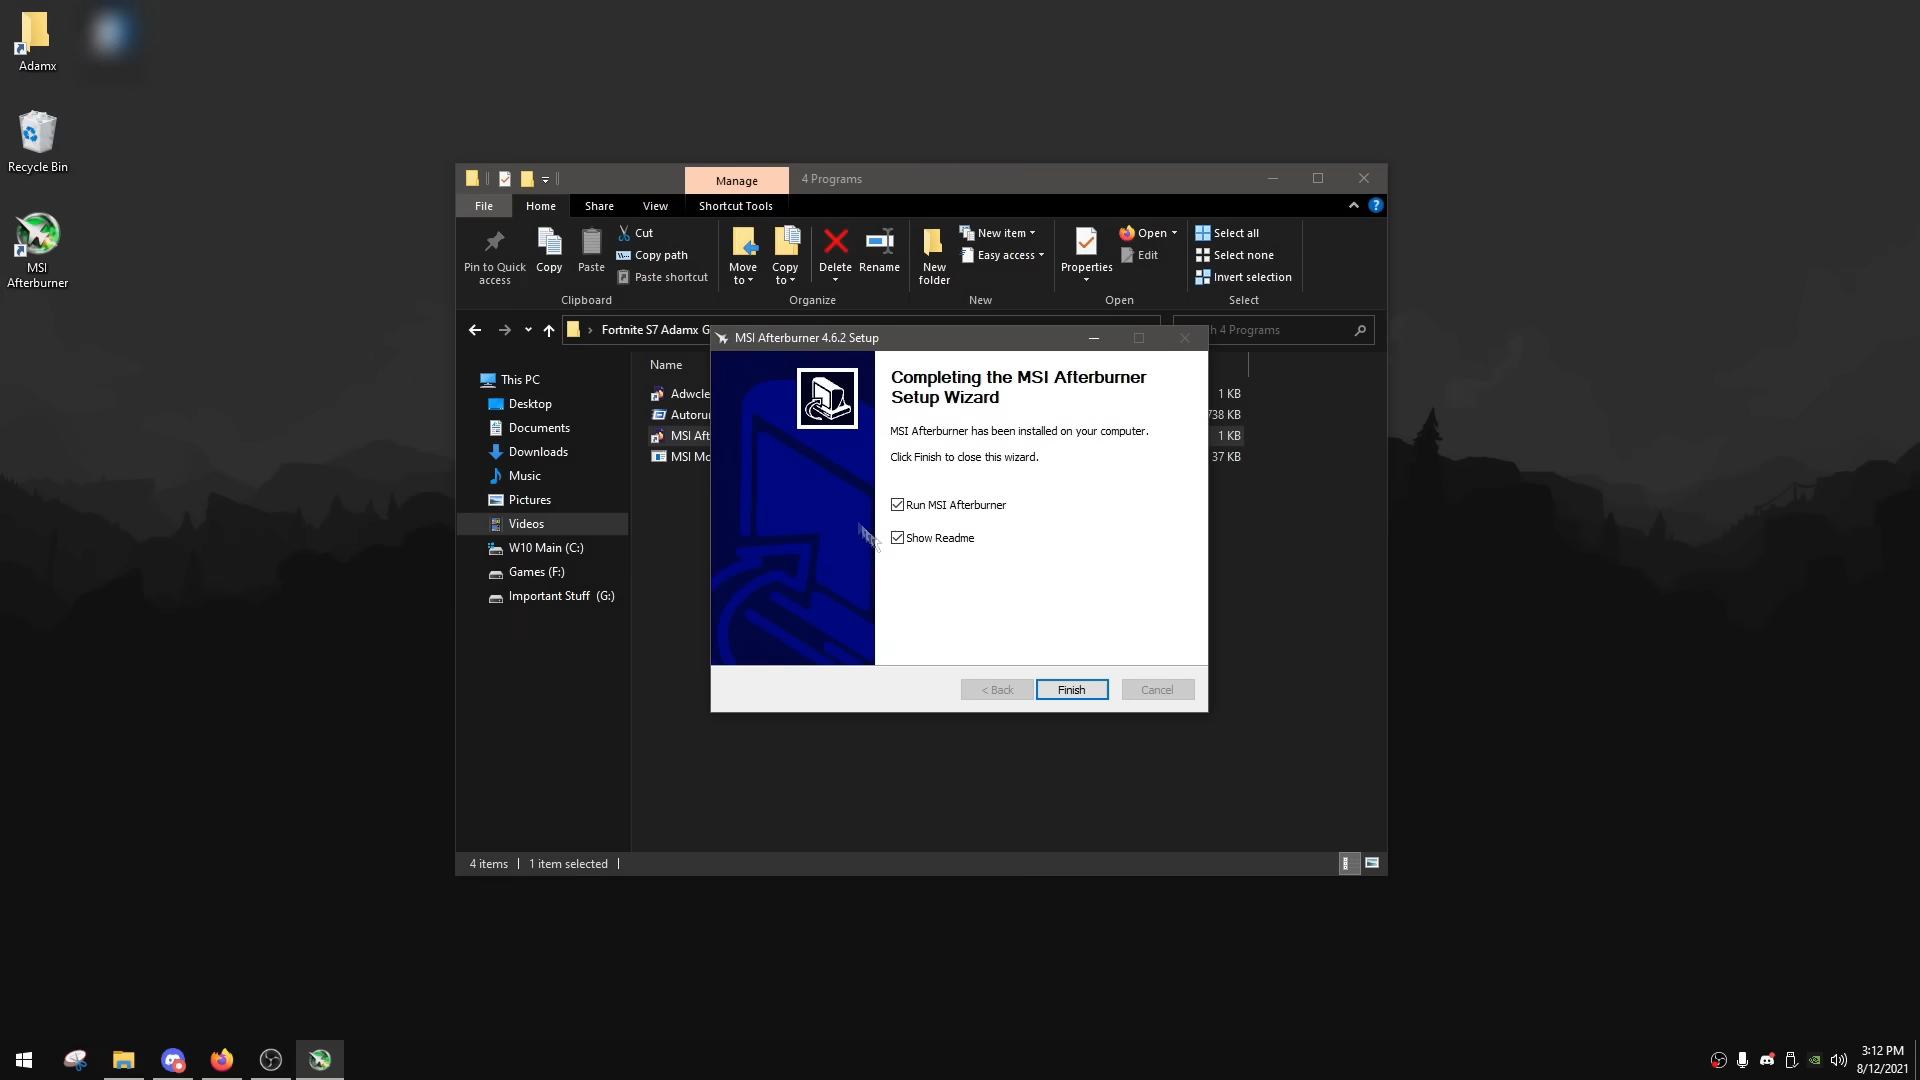 Adamx
Recycle Bin
MSI
Afterburner
Manage
4 Programs
File
Home
Share
View
Shortcut Tools
Pin to Quick
access
Copy
Paste
Cut
Copy path
Paste shortcut
Clipboard
Move
to
Copy
to
Delete
Rename
Organize
New
folder
New item
Easy access
New
Properties
Open
Edit
Open
Select all
Select none
Invert selection
Select
Fortnite S7 Adamx G
h 4 Programs
This PC
Desktop
Documents
Downloads
Music
Pictures
Videos
W10 Main (C:)
Games (F:)
Important Stuff (G:)
Name
Adwcle
1 KB
Autoru
738 KB
MSI Aft
1 KB
MSI Mo
37 KB
MSI Afterburner 4.6.2 Setup
Completing the MSI Afterburner
Setup Wizard
MSI Afterburner has been installed on your computer.
Click Finish to close this wizard.
Run MSI Afterburner
Show Readme
< Back
Finish
Cancel
4 items
1 item selected
3:12 PM
8/12/2021